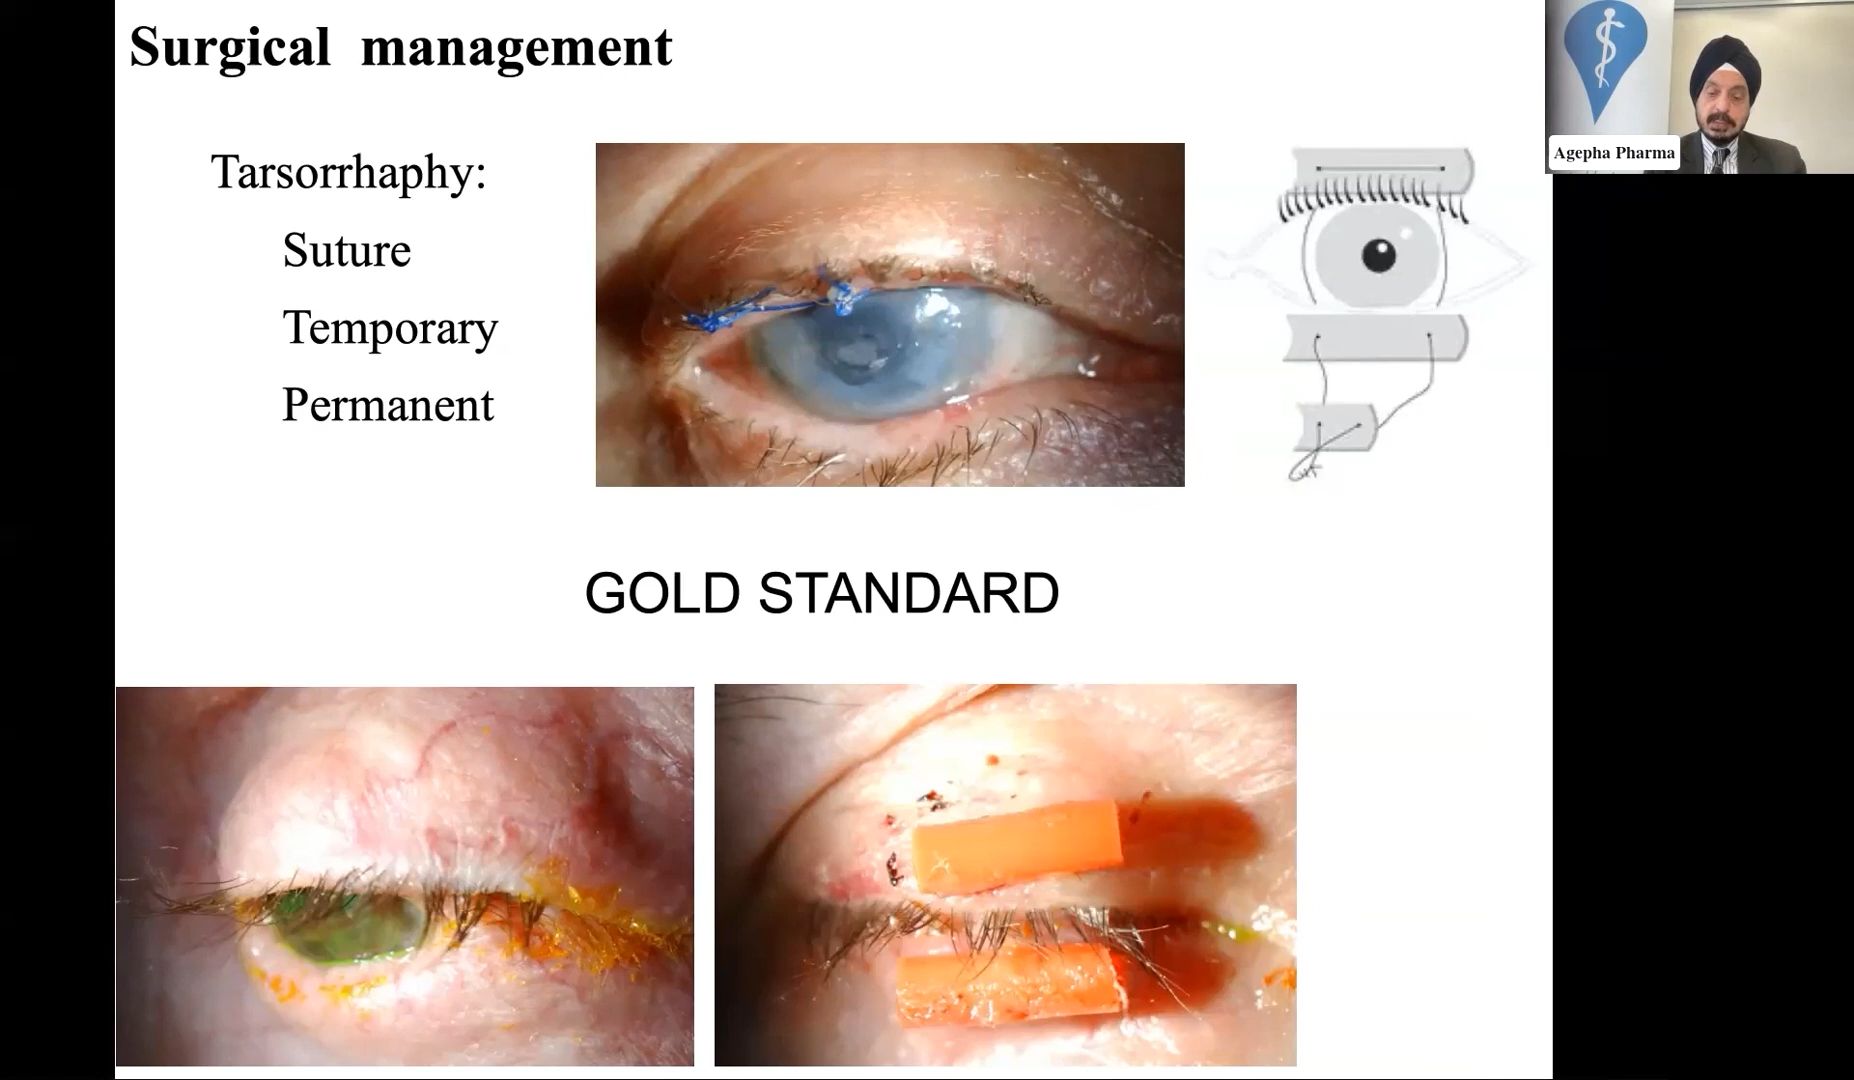 Surgical management
Agepha Pharma
Tarsorrhaphy:
Suture
Temporary
Permanent
GOLD STANDARD